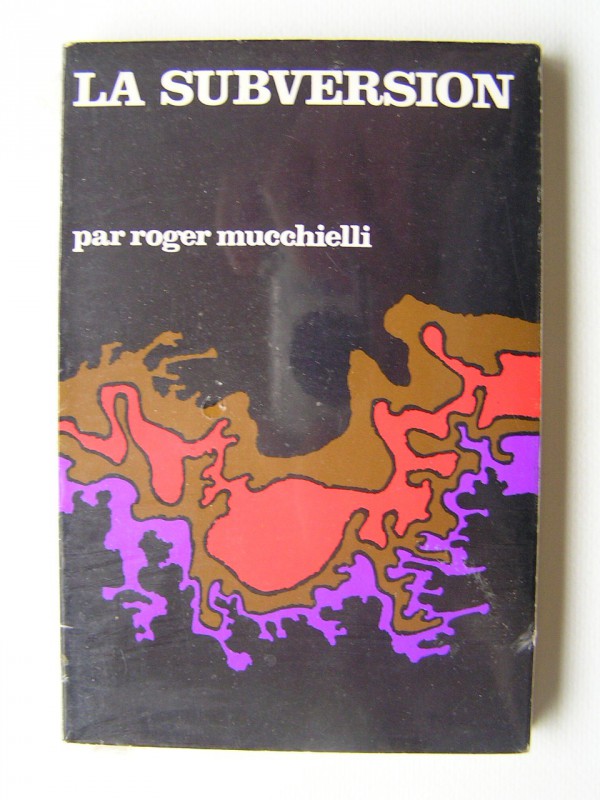 LA SUBVERSION
par roger mucchielli